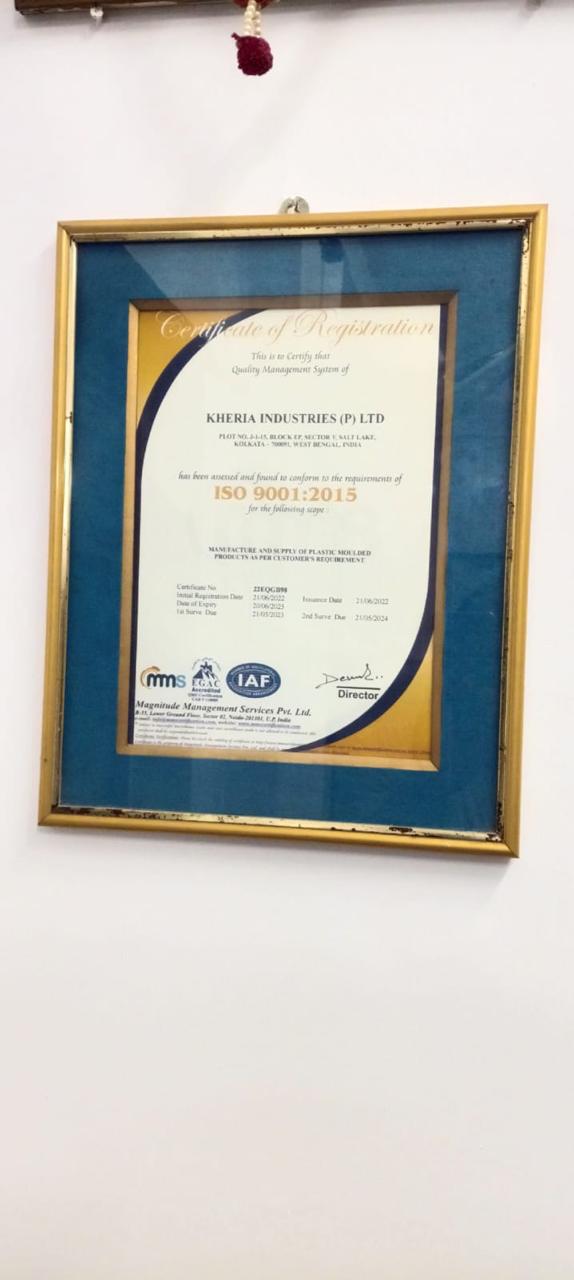 Certificate of Registration
This is to Certify that
Quality Management System of
KHERIA INDUSTRIES (P) LTD
PLOT NO. J-1-15, BLOCK EP, SECTOR V, SALT LAKE,
KOLKATA - 700091, WEST BENGAL, INDIA
has been assessed and found to conform to the requirements of
ISO 9001:2015
for the following scope :
MANUFACTURE AND SUPPLY OF PLASTIC MOULDED
PRODUCTS AS PER CUSTOMER'S REQUIREMENT
Certificate No 22EQGB98
Initial Registration Date 21/06/2022 Issuance Date 21/06/2022
Date of Expiry 20/06/2025
1st Surve. Due 21/05/2023 2nd Surve. Due 21/05/2024
mms
EGAC
Accredited
IAF
Director
Magnitude Management Services Pvt. Ltd.
B-35, Lower Ground Floor, Sector 02, Noida-201301, U.P. India